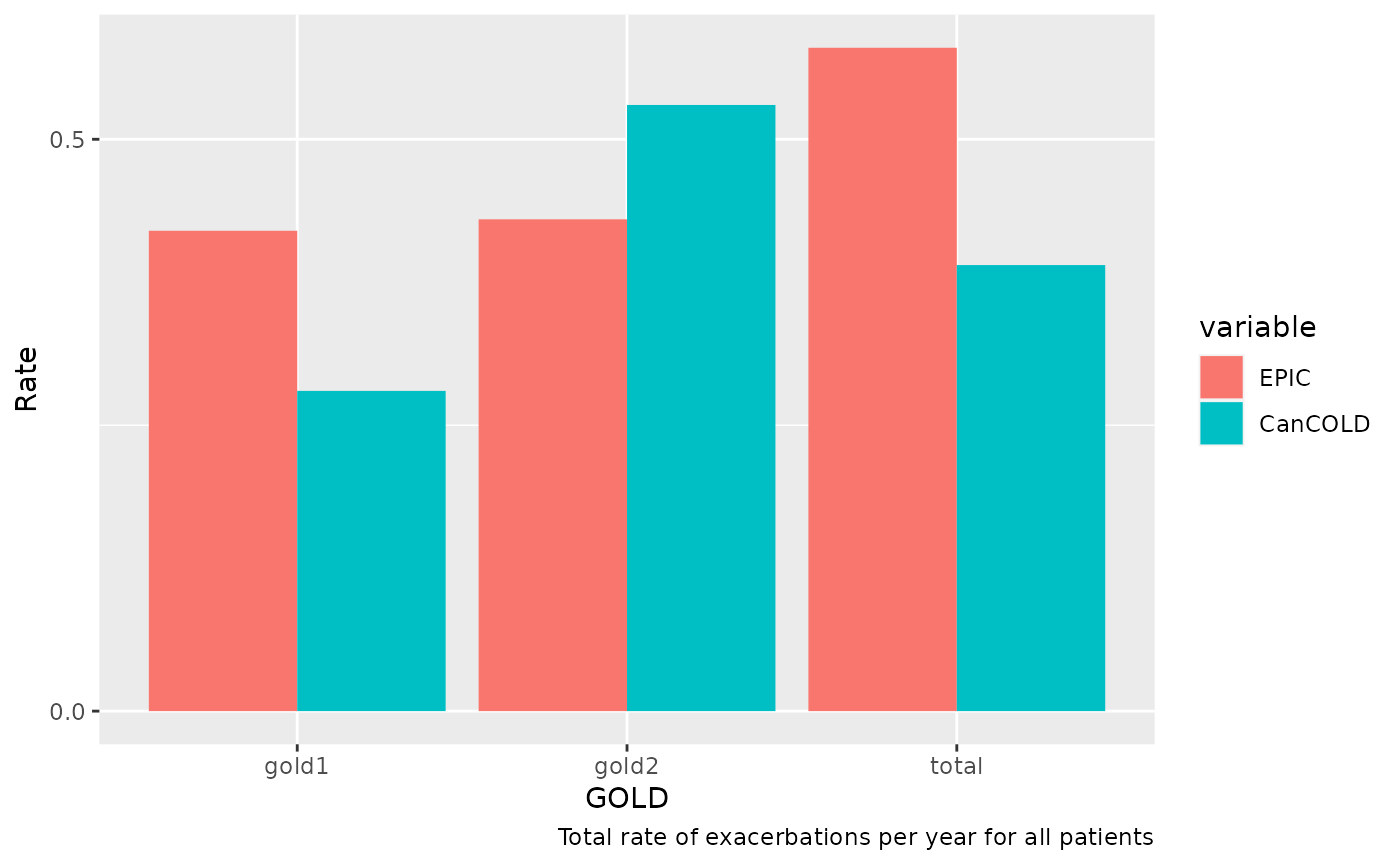 0.5
0.0
Rate
gold1
gold2
total
GOLD
Total rate of exacerbations per year for all patients
variable
EPIC
CanCOLD